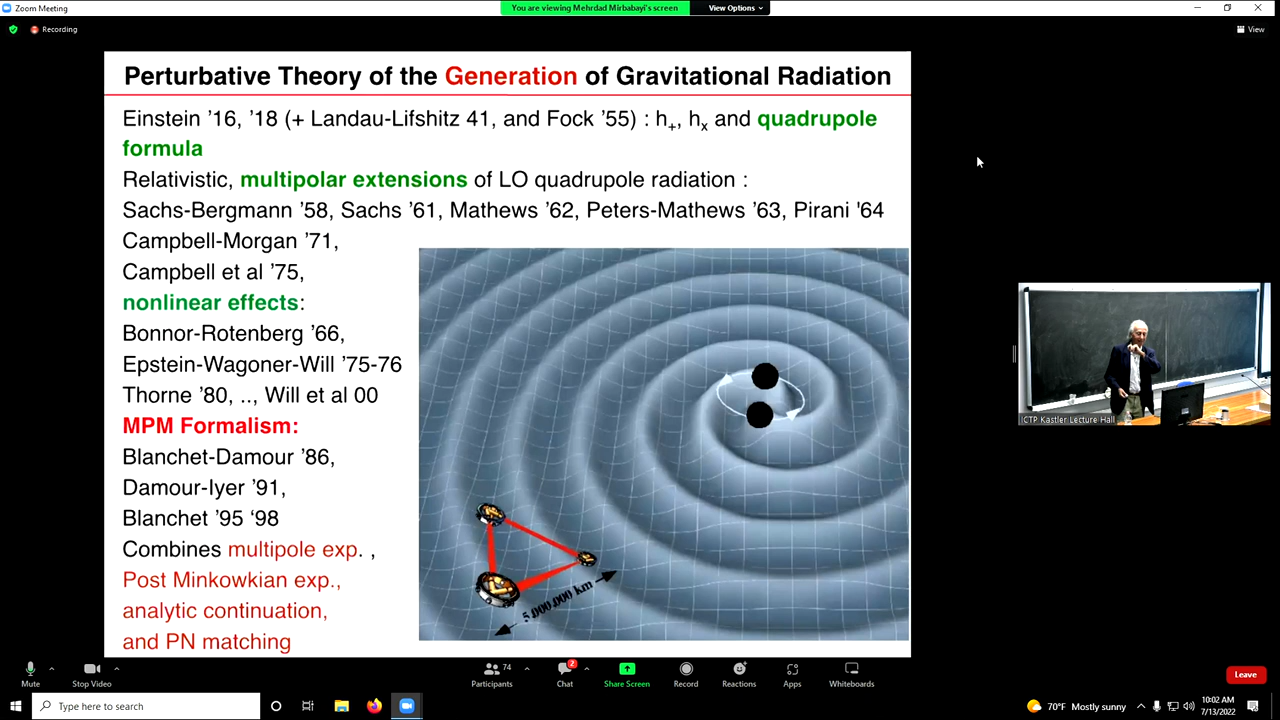 Zoom Meeting
You are viewing Mehrdad Mirbabayi's screen
View Options
Recording
View
Perturbative Theory of the Generation of Gravitational Radiation
Einstein '16, '18 (+ Landau-Lifshitz 41, and Fock '55) : h+, hx and quadrupole
formula
Relativistic, multipolar extensions of LO quadrupole radiation :
Sachs-Bergmann '58, Sachs '61, Mathews '62, Peters-Mathews '63, Pirani '64
Campbell-Morgan '71,
Campbell et al '75,
nonlinear effects:
Bonnor-Rotenberg '66,
Epstein-Wagoner-Will '75-76
Thorne '80, .., Will et al 00
MPM Formalism:
Blanchet-Damour '86,
Damour-Iyer '91,
Blanchet '95 '98
Combines multipole exp. ,
Post Minkowkian exp.,
analytic continuation,
and PN matching
5,000,000 km
ICTP Kastler Lecture Hall
Mute
Stop Video
74
Participants
2
Chat
Share Screen
Record
Reactions
Apps
Whiteboards
Leave
Type here to search
70°F Mostly sunny
10:02 AM
7/13/2022